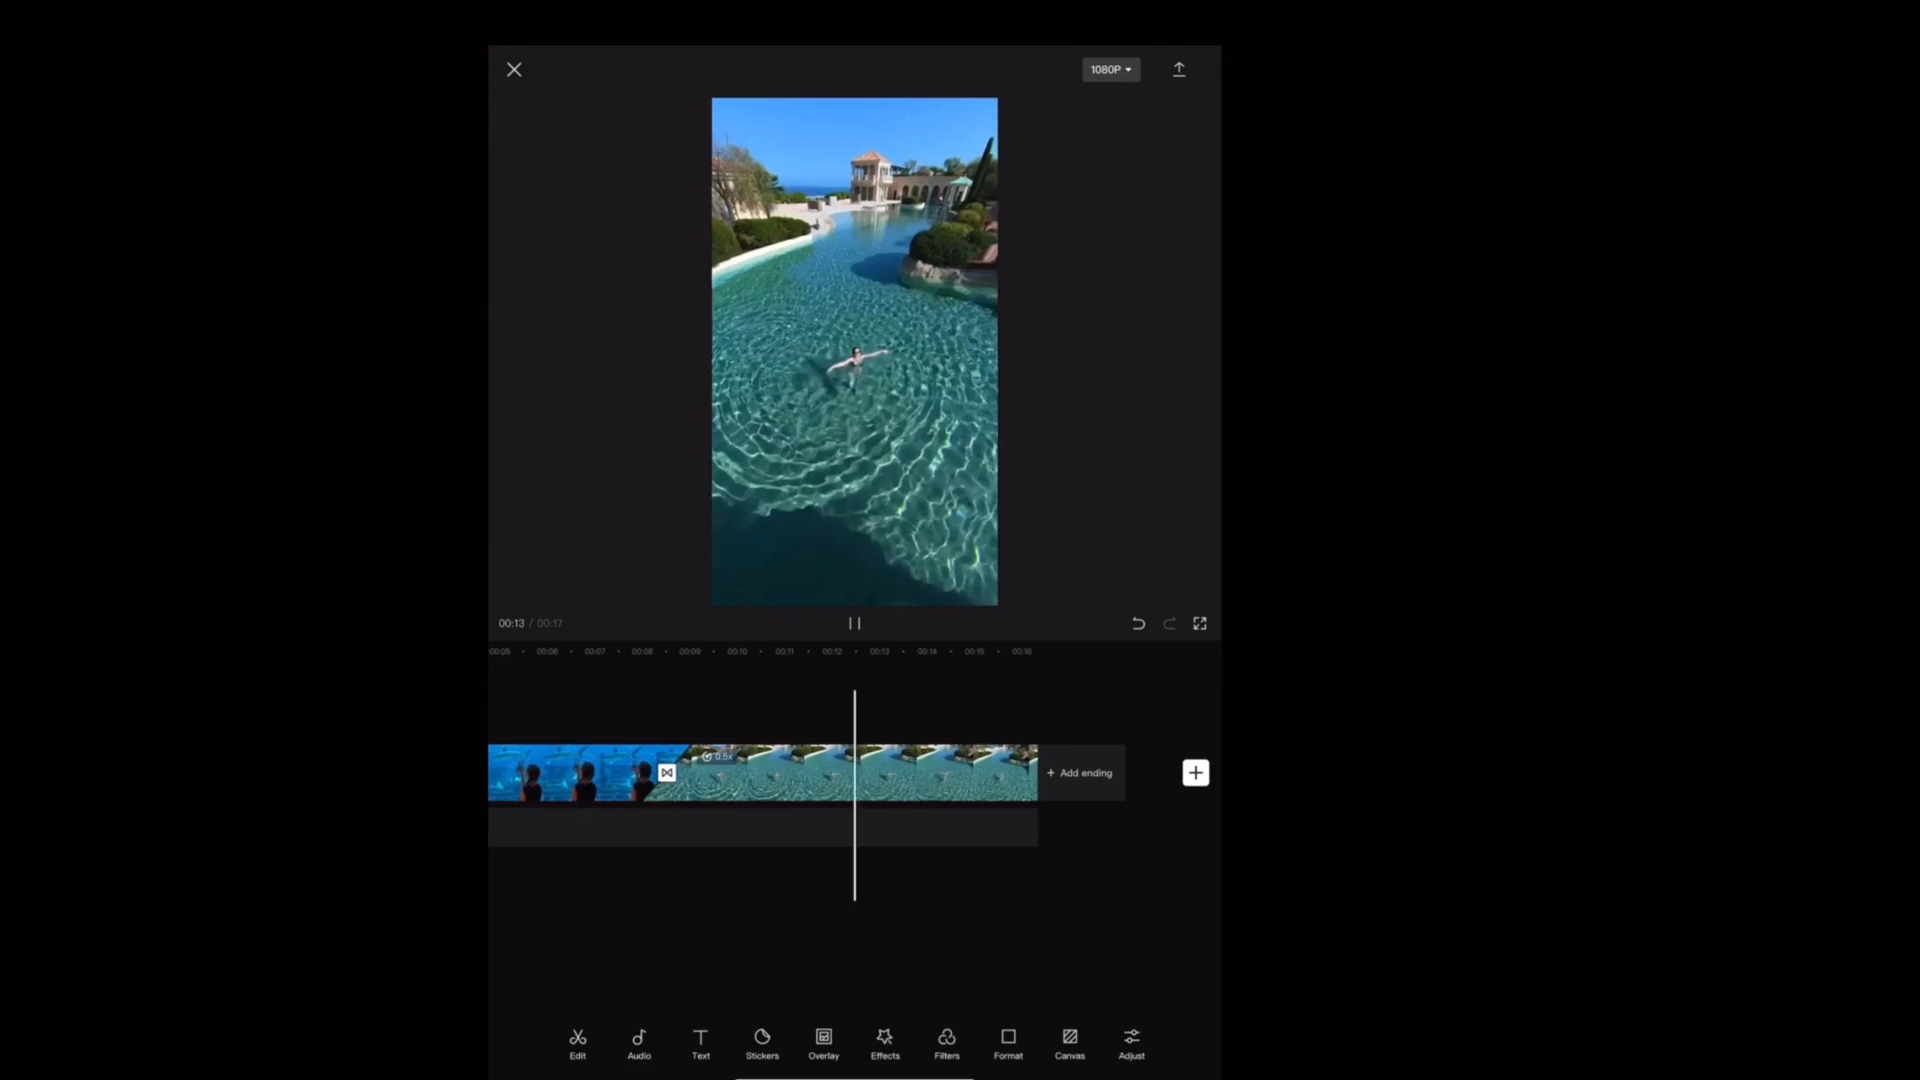 1080P
00:13 / 00:17
00:05 00:06 00:07 00:08 00:09 00:10 00:11 00:12 00:13 00:14 00:15 00:16
0.5x
+ Add ending
Edit Audio Text Stickers Overlay Effects Filters Format Canvas Adjust